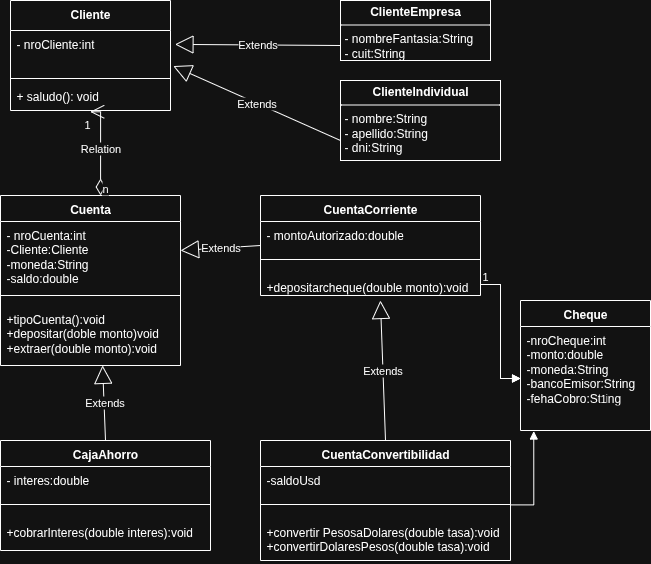 Cliente
- nroCliente:int
+ saludo(): void
ClienteEmpresa
- nombreFantasia:String
- cuit:String
Extends
ClienteIndividual
- nombre:String
- apellido:String
- dni:String
Extends
1
Relation
n
Cuenta
- nroCuenta:int
-Cliente:Cliente
-moneda:String
-saldo:double
+tipoCuenta():void
+depositar(doble monto)void
+extraer(double monto):void
Extends
CuentaCorriente
- montoAutorizado:double
+depositarcheque(double monto):void
1
Cheque
-nroCheque:int
-monto:double
-moneda:String
-bancoEmisor:String
-fehaCobro:String
1
Extends
Extends
CajaAhorro
- interes:double
+cobrarInteres(double interes):void
CuentaConvertibilidad
-saldoUsd
+convertir PesosaDolares(double tasa):void
+convertirDolaresPesos(double tasa):void